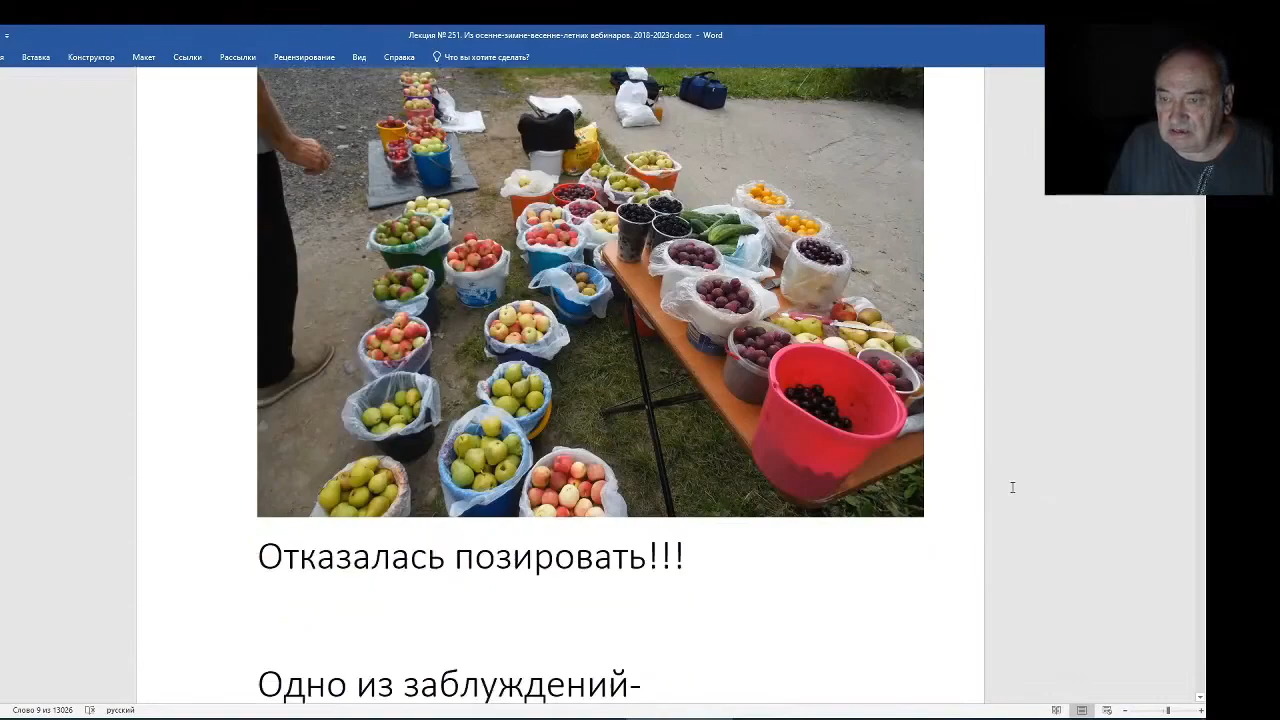 Лекция № 251. Из осенне-зимне-весенне-летних вебинаров. 2018-2023г.docx - Word
я Вставка Конструктор Макет Ссылки Рассылки Рецензирование Вид Справка Что вы хотите сделать?
Отказалась позировать!!!
Одно из заблуждений-
Слово 9 из 13026 русский